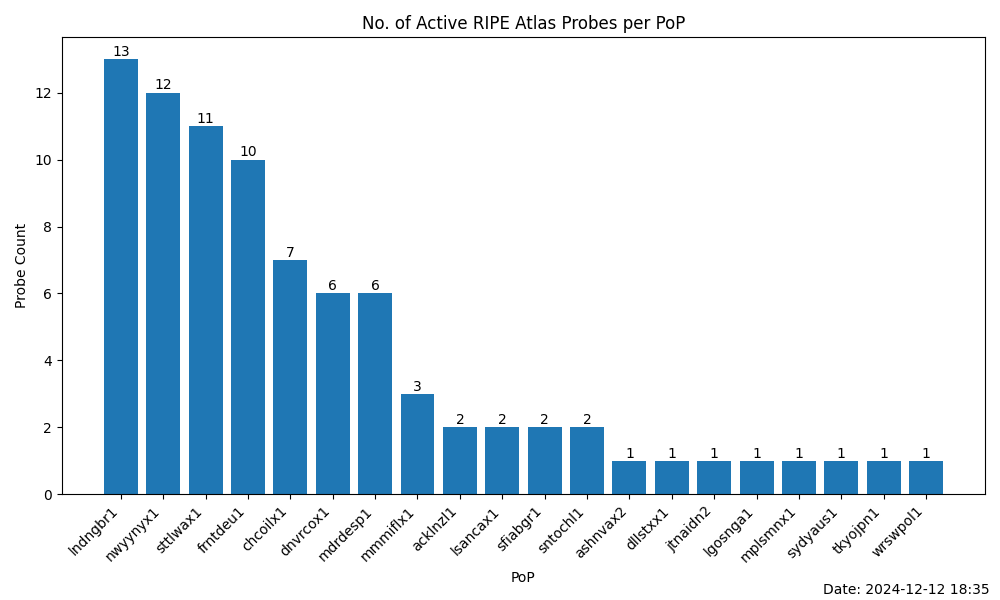 No. of Active RIPE Atlas Probes per PoP
13
12
11
10
7
6
6
3
2
2
2
2
1
1
1
1
1
1
1
1
12
10
8
6
4
2
0
Probe Count
lndngbr1
nwyynyx1
sttlwax1
frntdeu1
chcoilx1
dnvrcox1
mdrdesp1
mmmiflx1
acklnzl1
lsancax1
sfiabgr1
sntochl1
ashnvax2
dllstxx1
jtnaidn2
lgosnga1
mplsmnx1
sydyaus1
tkyojpn1
wrswpol1
PoP
Date: 2024-12-12 18:35